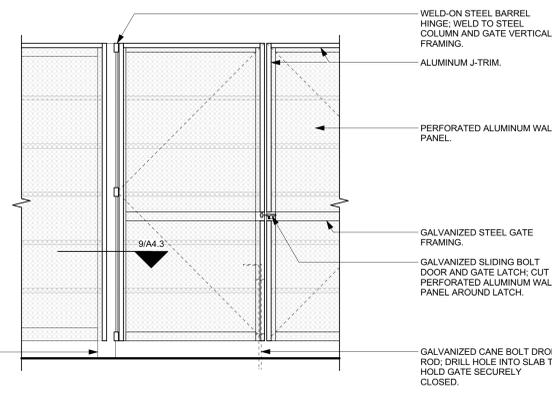 WELD-ON STEEL BARREL
HINGE; WELD TO STEEL
COLUMN AND GATE VERTICAL
FRAMING.
ALUMINUM J-TRIM.
PERFORATED ALUMINUM WAL
PANEL.
9/A4.3
GALVANIZED STEEL GATE
FRAMING.
GALVANIZED SLIDING BOLT
DOOR AND GATE LATCH; CUT
PERFORATED ALUMINUM WAL
PANEL AROUND LATCH.
GALVANIZED CANE BOLT DRO
ROD; DRILL HOLE INTO SLAB T
HOLD GATE SECURELY
CLOSED.